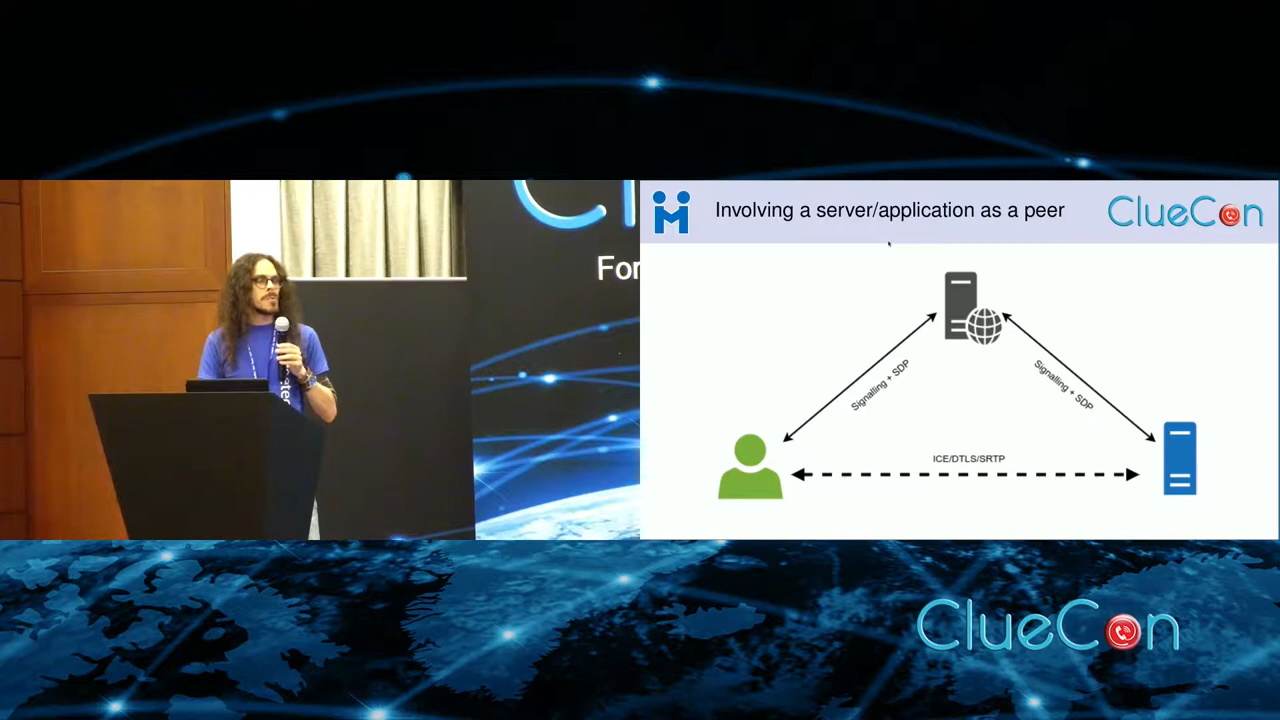 Involving a server/application as a peer
ClueCon
For
Signalling + SDP
Signalling + SDP
ICE/DTLS/SRTP
ClueCon